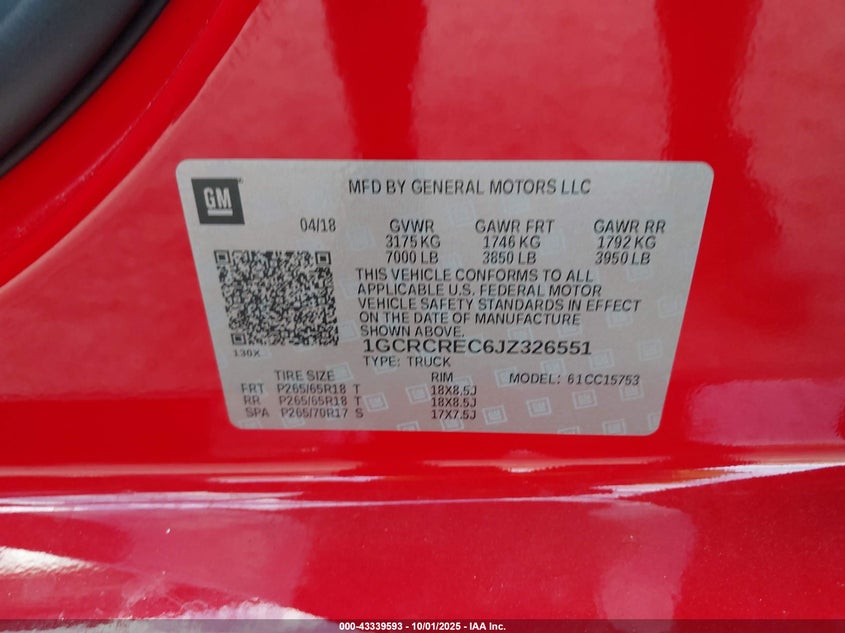 GM
MFD BY GENERAL MOTORS LLC
04/18 GVWR GAWR FRT GAWR RR
3175 KG 1746 KG 1792 KG
7000 LB 3850 LB 3950 LB
THIS VEHICLE CONFORMS TO ALL
APPLICABLE U.S. FEDERAL MOTOR
VEHICLE SAFETY STANDARDS IN EFFECT
ON THE DATE OF MANUFACTURE
SHOWN ABOVE.
130X 1GCRCREC6JZ326551
TYPE: TRUCK
TIRE SIZE RIM MODEL: 61CC15753
FRT P265/65R18 T 18X8.5J
RR P265/65R18 T 18X8.5J
SPA P265/70R17 S 17X7.5J
000-43339593 - 10/01/2025 - IAA Inc.